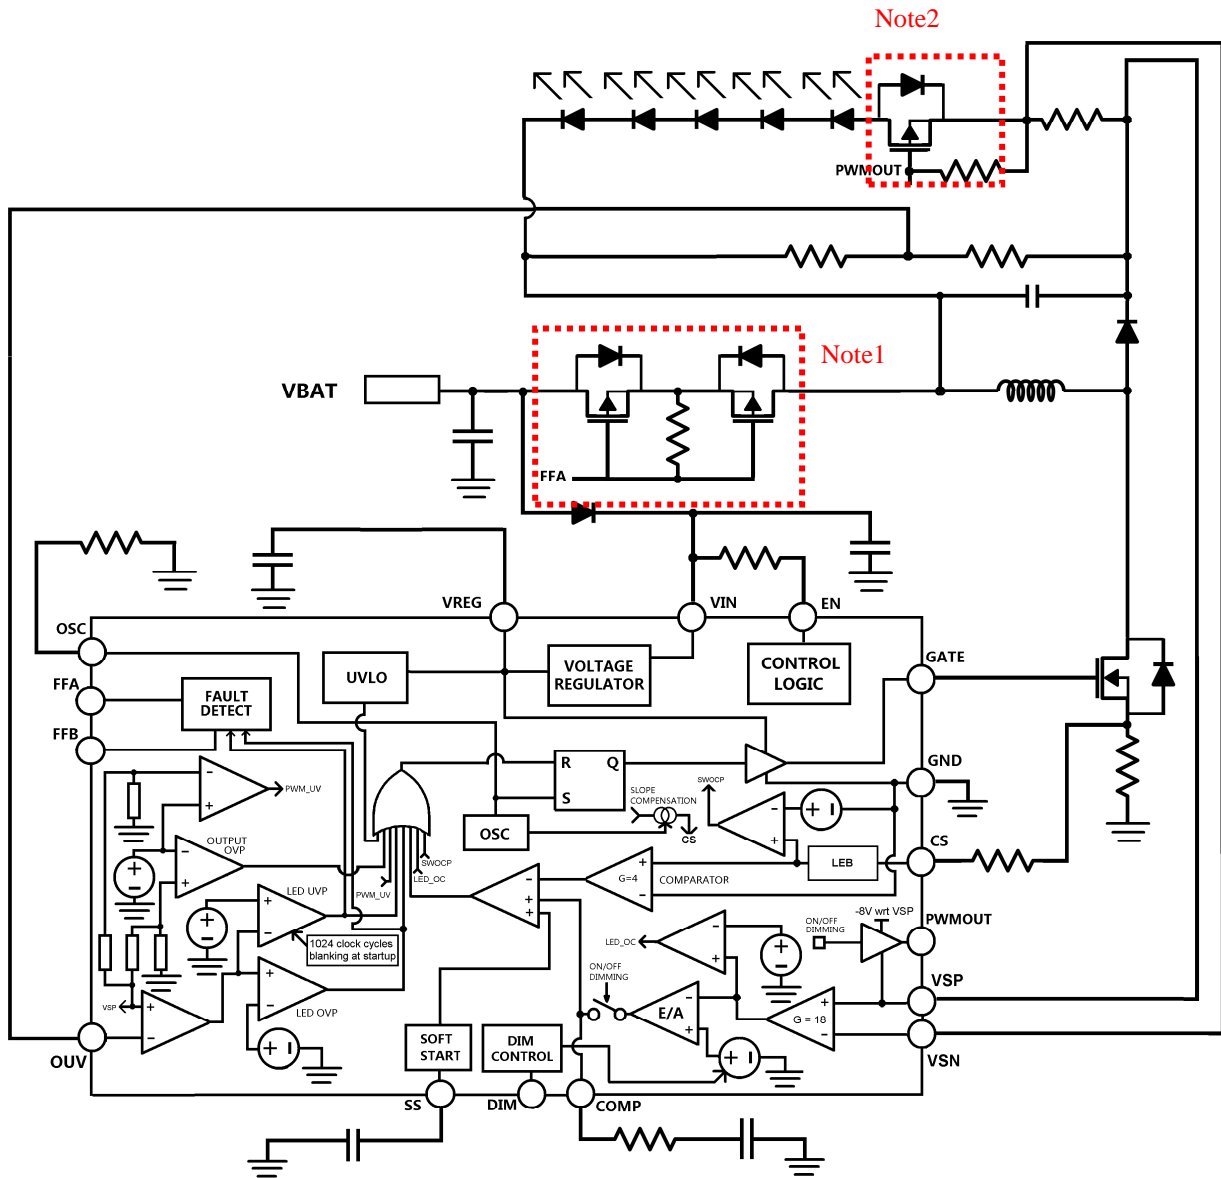 Note2
PWMOUT
Note1
VBAT
FFA
VREG
VIN
EN
OSC
FFA
FFB
UVLO
VOLTAGE
REGULATOR
CONTROL
LOGIC
GATE
FAULT
DETECT
R
Q
S
OSC
SLOPE
COMPENSATION
CS
SWOCP
GND
CS
LEB
PWM_UV
OUTPUT
OVP
SWOCP
LED_OC
PWM_UV
G=4
COMPARATOR
LED UVP
1024 clock cycles
blanking at startup
LED OVP
VSP
-8V wrt VSP
ON/OFF
DIMMING
PWMOUT
LED_OC
ON/OFF
DIMMING
E/A
G = 18
VSP
VSN
OUV
SOFT
START
DIM
CONTROL
SS
DIM
COMP